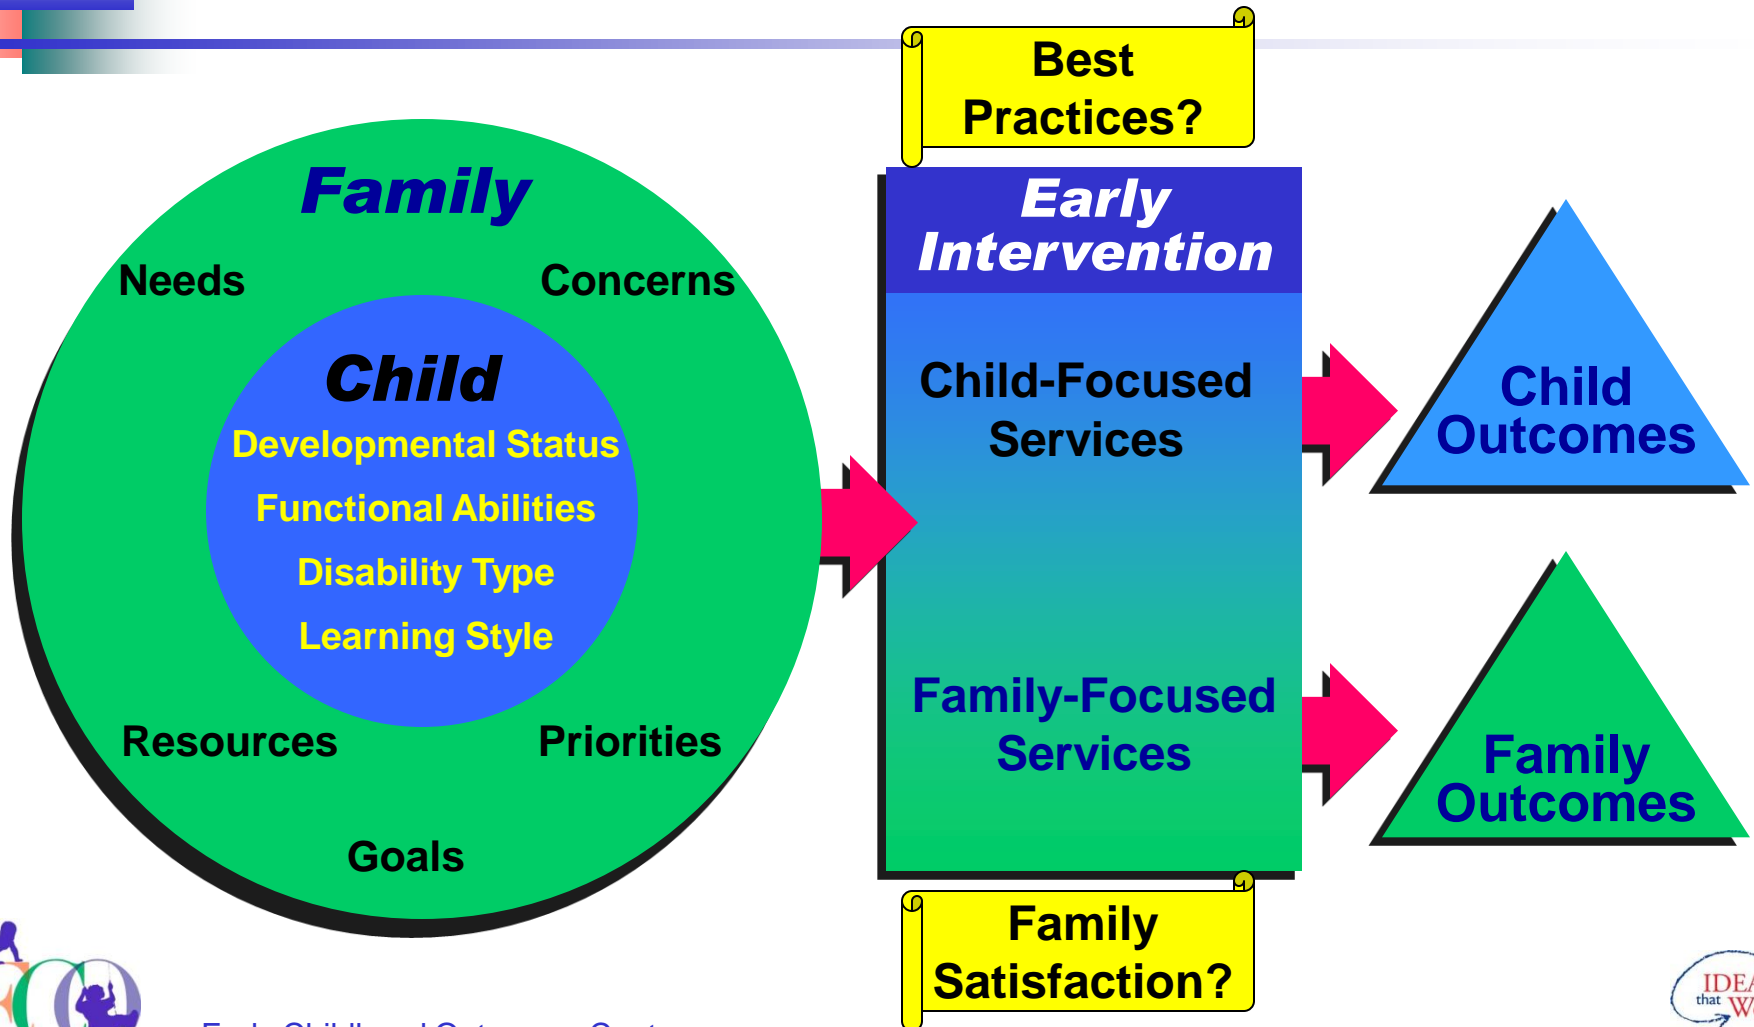 Best
Practices?
Family
Needs
Concerns
Child
Developmental Status
Functional Abilities
Disability Type
Learning Style
Resources
Priorities
Goals
Early
Intervention
Child-Focused
Services
Family-Focused
Services
Child
Outcomes
Family
Outcomes
Family
Satisfaction?
that